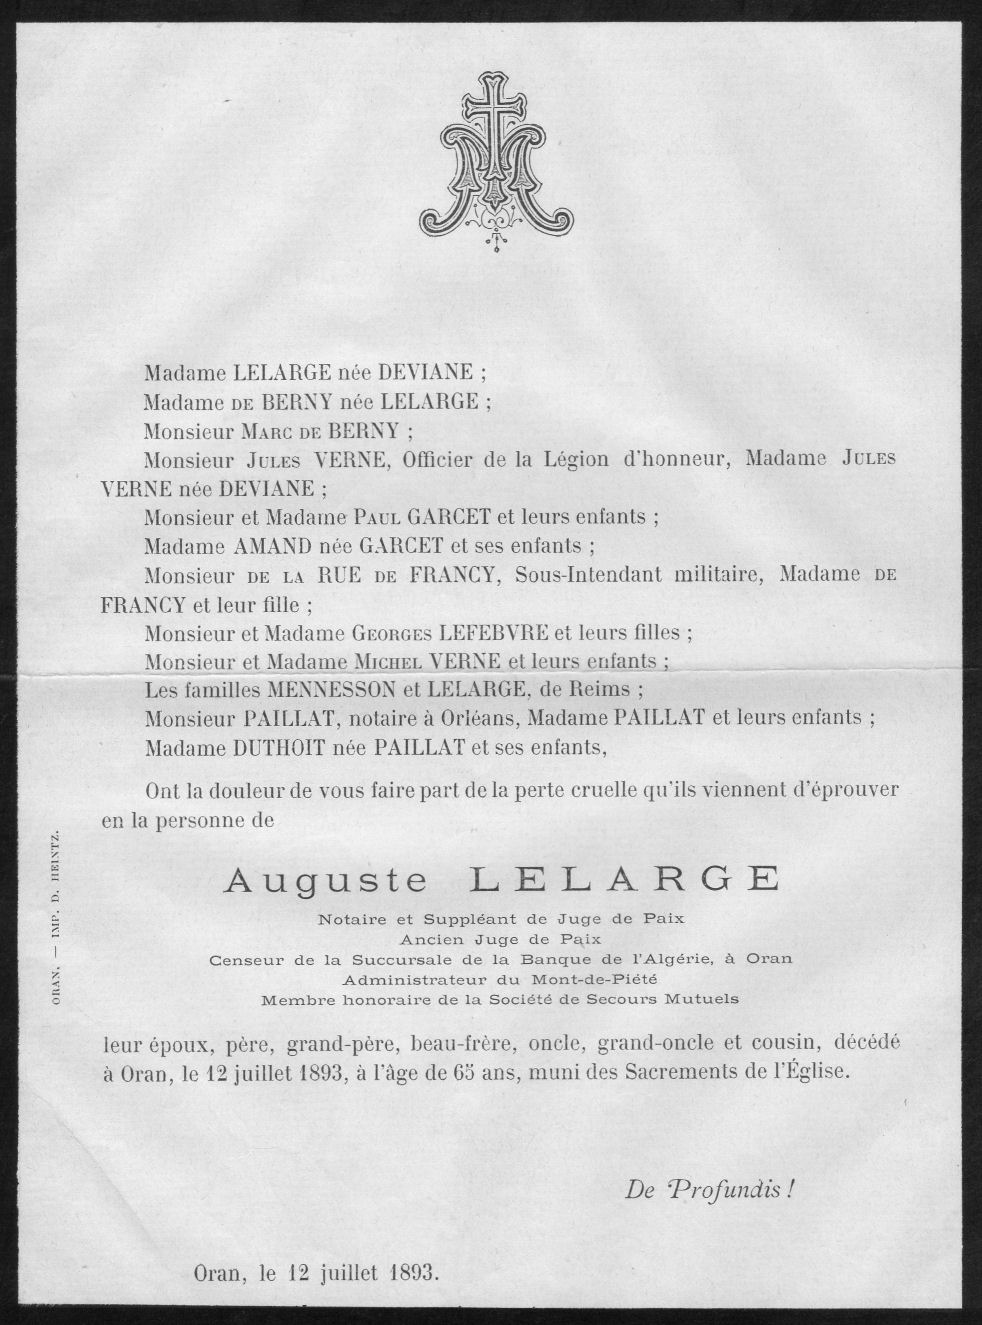 Madame LELARGE née DEVIANE ;
Madame DE BERNY née LELARGE ;
Monsieur MARC DE BERNY ;
Monsieur JULES VERNE, Officier de la Légion d'honneur, Madame JULES
VERNE née DEVIANE ;
Monsieur et Madame PAUL GARCET et leurs enfants ;
Madame AMAND née GARCET et ses enfants ;
Monsieur DE LA RUE DE FRANCY, Sous-Intendant militaire, Madame DE
FRANCY et leur fille ;
Monsieur et Madame GEORGES LEFEBVRE et leurs filles ;
Monsieur et Madame MICHEL VERNE et leurs enfants ;
Les familles MENNESSON et LELARGE, de Reims ;
Monsieur PAILLAT, notaire à Orléans, Madame PAILLAT et leurs enfants ;
Madame DUTHOIT née PAILLAT et ses enfants,
Ont la douleur de vous faire part de la perte cruelle qu'ils viennent d'éprouver
en la personne de
Auguste LELARGE
Notaire et Suppléant de Juge de Paix
Ancien Juge de Paix
Censeur de la Succursale de la Banque de l'Algérie, à Oran
Administrateur du Mont-de-Piété
Membre honoraire de la Société de Secours Mutuels
leur époux, père, grand-père, beau-frère, oncle, grand-oncle et cousin, décédé
à Oran, le 12 juillet 1893, à l'âge de 65 ans, muni des Sacrements de l'Église.
De Profundis !
Oran, le 12 juillet 1893.
ORAN. — IMP. D. HEINTZ.